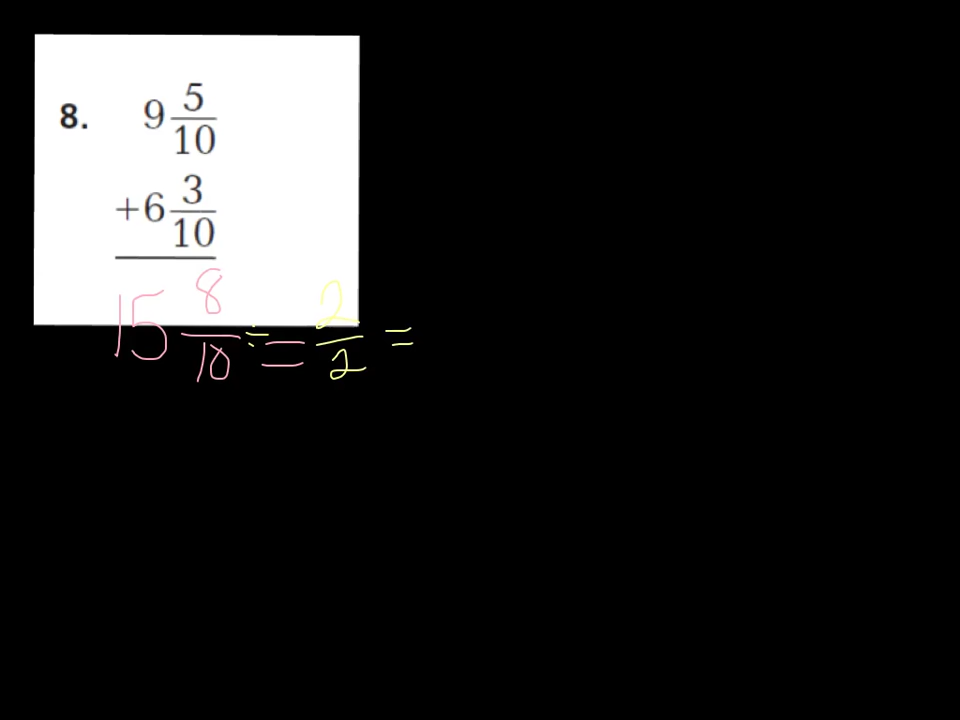 8. 9 5/10
+6 3/10
15 8/10 ÷ = 2/2 =